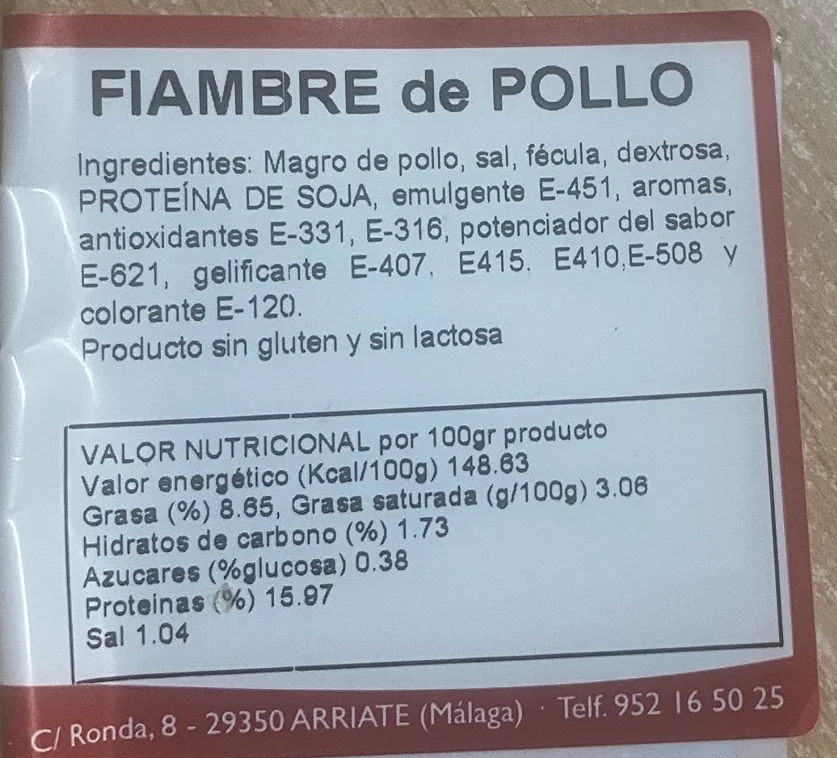 FIAMBRE de POLLO
Ingredientes: Magro de pollo, sal, fécula, dextrosa,
PROTEÍNA DE SOJA, emulgente E-451, aromas,
antioxidantes E-331, E-316, potenciador del sabor
E-621, gelificante E-407, E415. E410,E-508 y
colorante E-120.
Producto sin gluten y sin lactosa
VALOR NUTRICIONAL por 100gr producto
Valor energético (Kcal/100g) 148.63
Grasa (%) 8.65, Grasa saturada (g/100g) 3.06
Hidratos de carbono (%) 1.73
Azucares (%glucosa) 0.38
Proteinas (%) 15.97
Sal 1.04
C/ Ronda, 8 - 29350 ARRIATE (Málaga) · Telf. 952 16 50 25